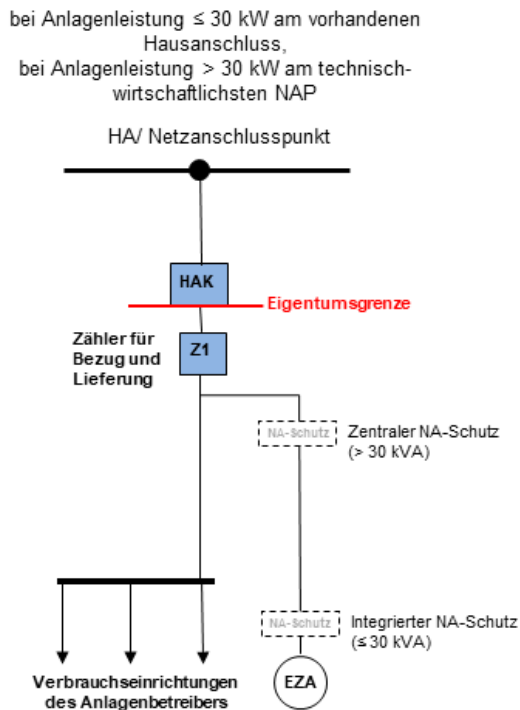 bei Anlagenleistung ≤ 30 kW am vorhandenen
Hausanschluss,
bei Anlagenleistung > 30 kW am technisch-
wirtschaftlichsten NAP
HA/ Netzanschlusspunkt
HAK
Eigentumsgrenze
Zähler für
Bezug und
Lieferung
Z1
NA-Schutz
Zentraler NA-Schutz
(> 30 kVA)
NA-Schutz
Integrierter NA-Schutz
(≤ 30 kVA)
Verbrauchseinrichtungen
des Anlagenbetreibers
EZA